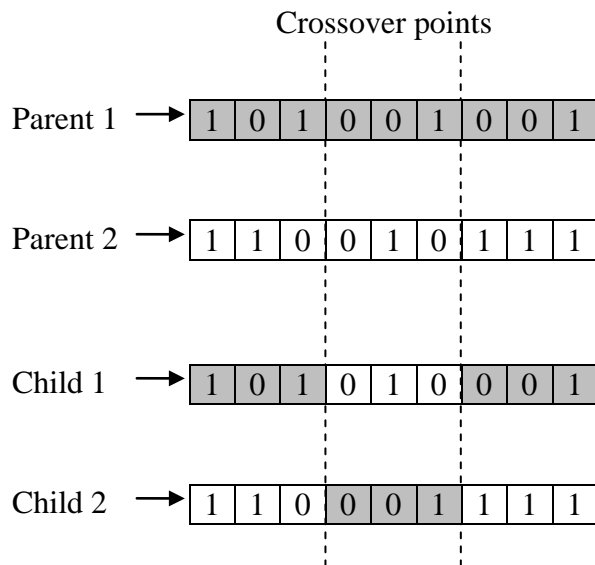 Crossover points
Parent 1 1 0 1 0 0 1 0 0 1
Parent 2 1 1 0 0 1 0 1 1 1
Child 1 1 0 1 0 1 0 0 0 1
Child 2 1 1 0 0 0 1 1 1 1